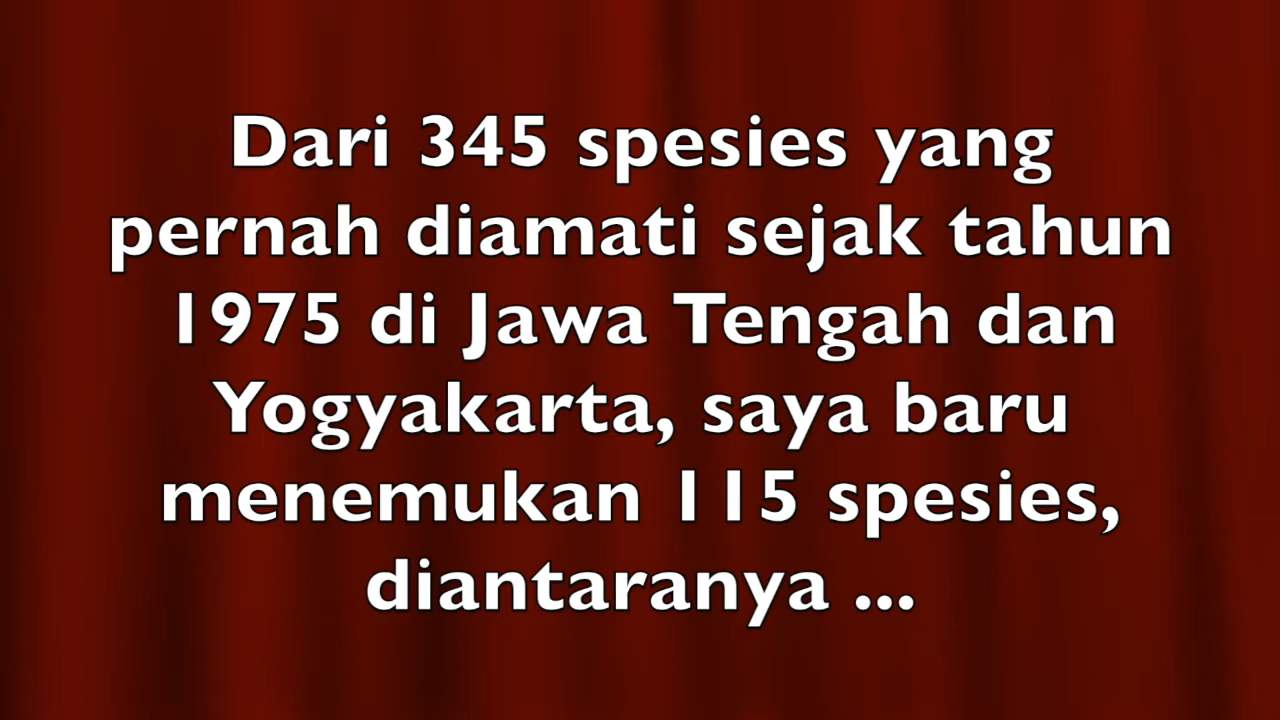 Dari 345 spesies yang
pernah diamati sejak tahun
1975 di Jawa Tengah dan
Yogyakarta, saya baru
menemukan 115 spesies,
diantaranya ...